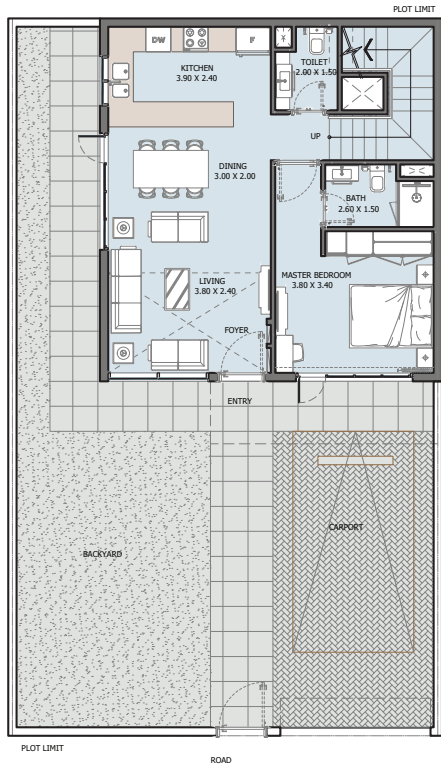 PLOT LIMIT
DW
F
KITCHEN
3.90 X 2.40
TOILET
2.00 X 1.50
UP
DINING
3.00 X 2.00
BATH
2.60 X 1.50
LIVING
3.80 X 2.40
MASTER BEDROOM
3.80 X 3.40
FOYER
ENTRY
CARPORT
BACKYARD
PLOT LIMIT
ROAD